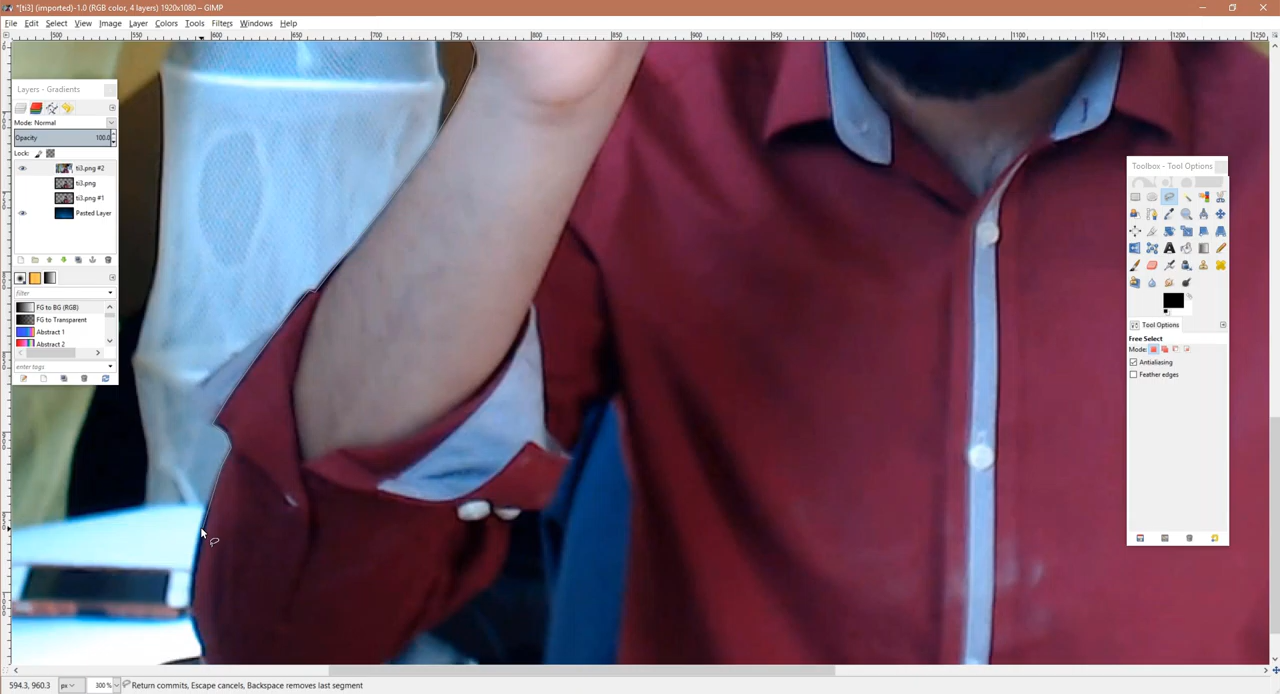 *[ti3] (imported)-1.0 (RGB color, 4 layers) 1920x1080 – GIMP
File Edit Select View Image Layer Colors Tools Filters Windows Help
500 550 600 650 700 750 800 850 900 950 1000 1050 1100 1150 1200 1250
Layers - Gradients
Mode: Normal
Opacity 100.0
Lock:
ti3.png #2
ti3.png
ti3.png #1
Pasted Layer
filter
FG to BG (RGB)
FG to Transparent
Abstract 1
Abstract 2
enter tags
Toolbox - Tool Options
Tool Options
Free Select
Mode:
Antialiasing
Feather edges
594.3, 960.3 px 300 % Return commits, Escape cancels, Backspace removes last segment